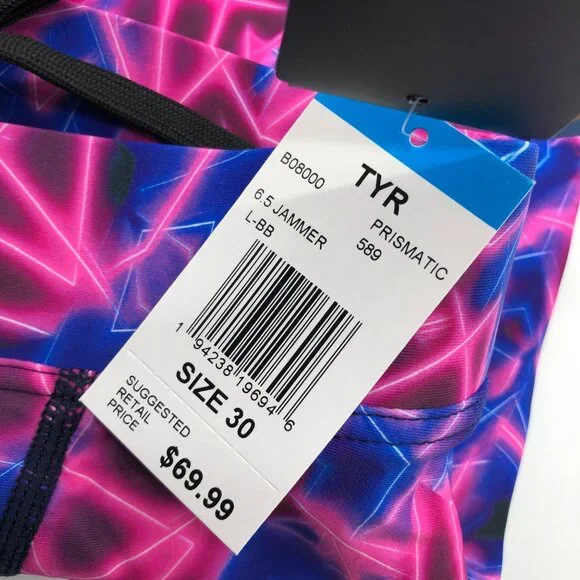 TYR
B08000 PRISMATIC
6.5 JAMMER 589
L-BB
1 94238 19694 6
SIZE 30
SUGGESTED
RETAIL
PRICE
$69.99